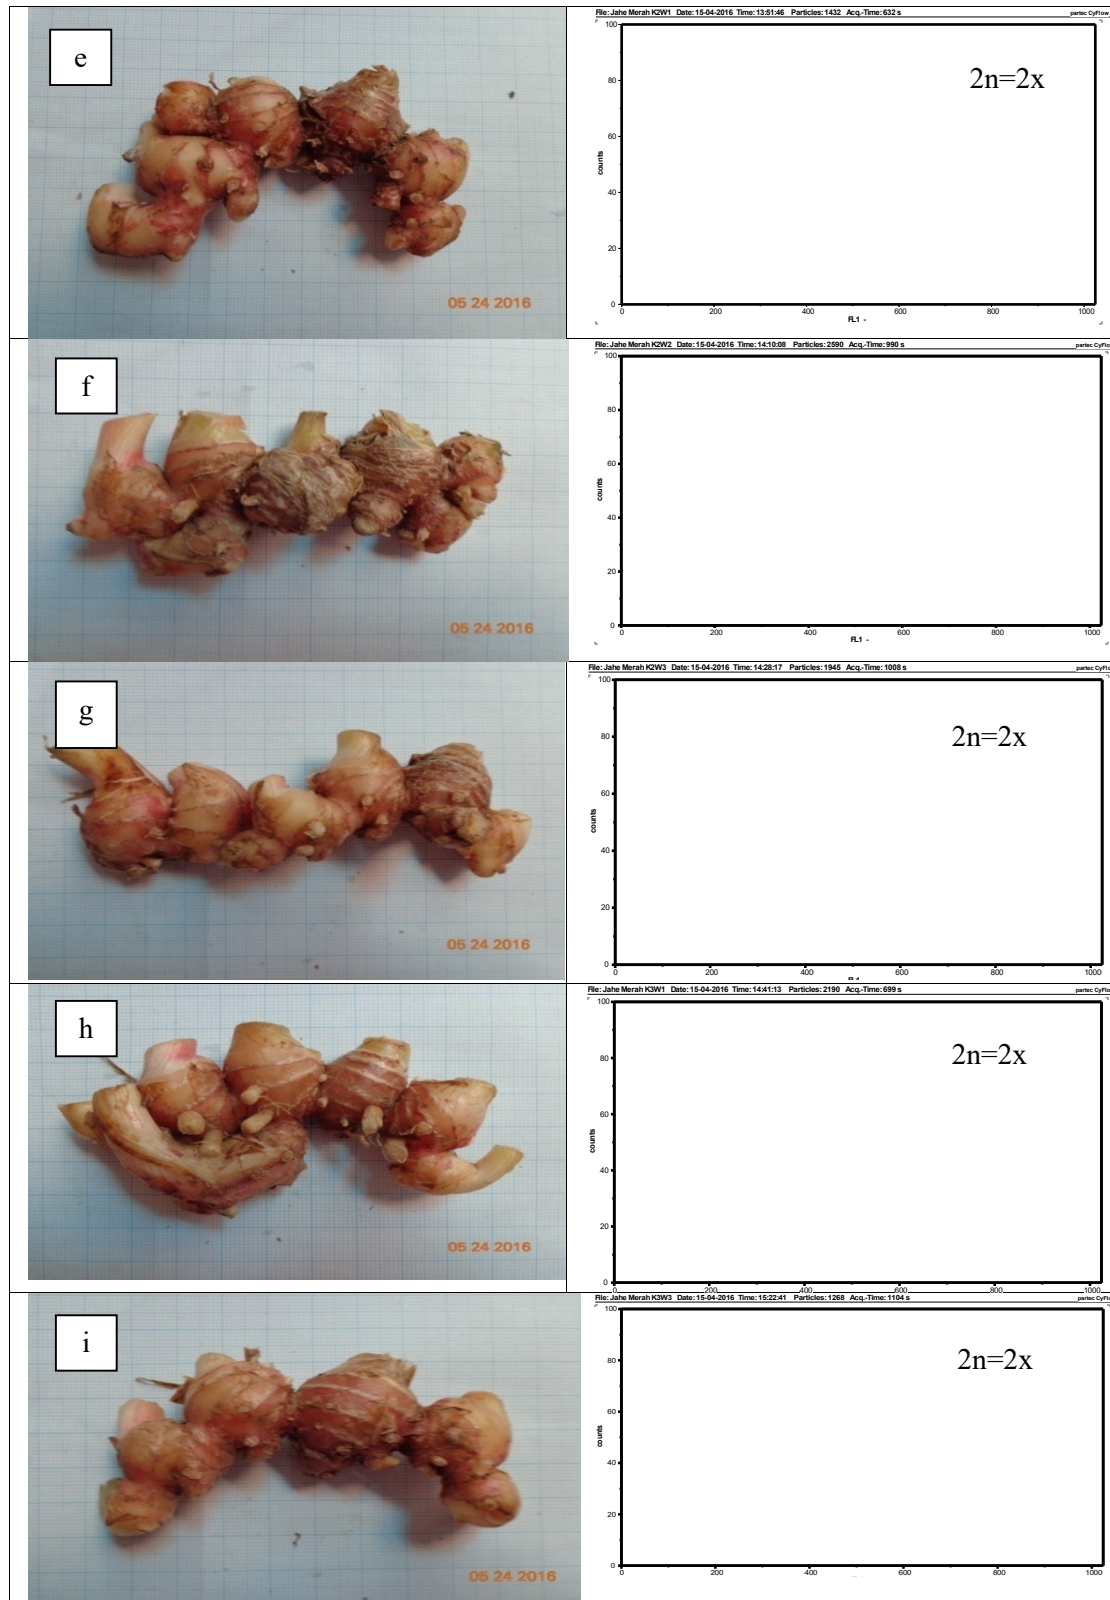 e
File: Jahe Merah K2W1 Date: 15-04-2016 Time: 13:51:46 Particles: 1432 Acq.-Time: 632 s partec CyFlow
100
80
60
40
20
0
counts
2n=2x
0 200 400 600 800 1000
FL1 -
05 24 2016
f
File: Jahe Merah K2W2 Date: 15-04-2016 Time: 14:10:08 Particles: 2590 Acq.-Time: 990 s partec CyFlo
100
80
60
40
20
0
counts
0 200 400 600 800 1000
FL1 -
05 24 2016
g
File: Jahe Merah K2W3 Date: 15-04-2016 Time: 14:28:17 Particles: 1945 Acq.-Time: 1008 s partec CyFlo
100
80
60
40
20
0
counts
2n=2x
0 200 400 600 800 1000
05 24 2016
h
File: Jahe Merah K3W1 Date: 15-04-2016 Time: 14:41:13 Particles: 2190 Acq.-Time: 699 s partec CyFlo
100
80
60
40
20
0
counts
2n=2x
0 200 400 600 800 1000
05 24 2016
i
File: Jahe Merah K3W3 Date: 15-04-2016 Time: 15:22:41 Particles: 1268 Acq.-Time: 1104 s partec CyFlo
100
80
60
40
20
0
counts
2n=2x
0 200 400 600 800 1000
05 24 2016